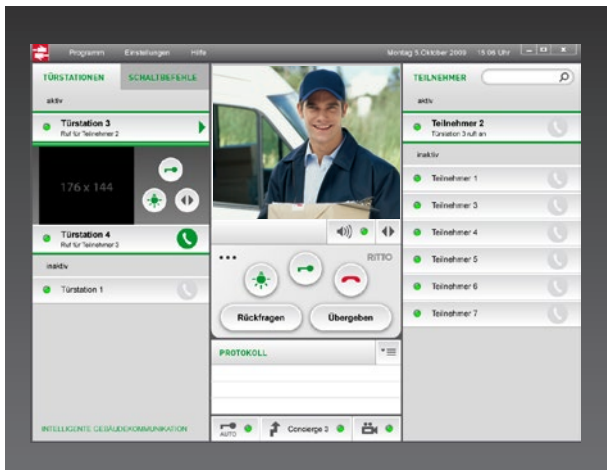 Programm Einstellungen Hilfe Montag 5.Oktober 2009 15:06 Uhr
TÜRSTATIONEN SCHALTBEFEHLE
aktiv
Türstation 3
Ruf für Teilnehmer 2
176 x 144
Türstation 4
Ruf für Teilnehmer 3
inaktiv
Türstation 1
INTELLIGENTE GEBÄUDEKOMMUNIKATION
RITTO
Rückfragen Übergeben
PROTOKOLL
AUTO Concierge 3
TEILNEHMER
aktiv
Teilnehmer 2
Türstation 3 ruft an
inaktiv
Teilnehmer 1
Teilnehmer 3
Teilnehmer 4
Teilnehmer 5
Teilnehmer 6
Teilnehmer 7